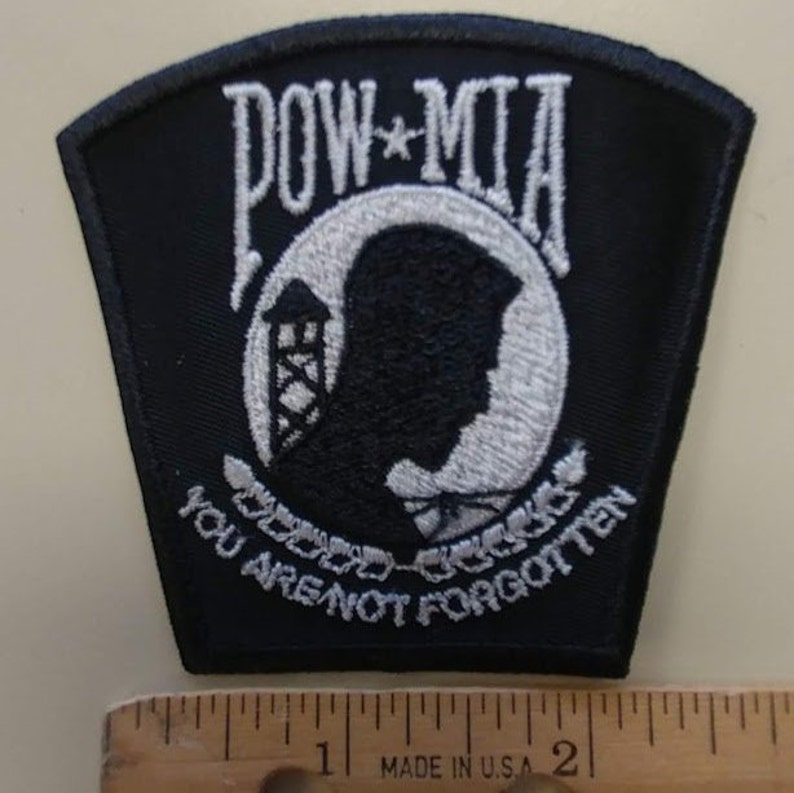 POW★MIA
YOU ARE NOT FORGOTTEN
1 MADE IN U.S.A 2